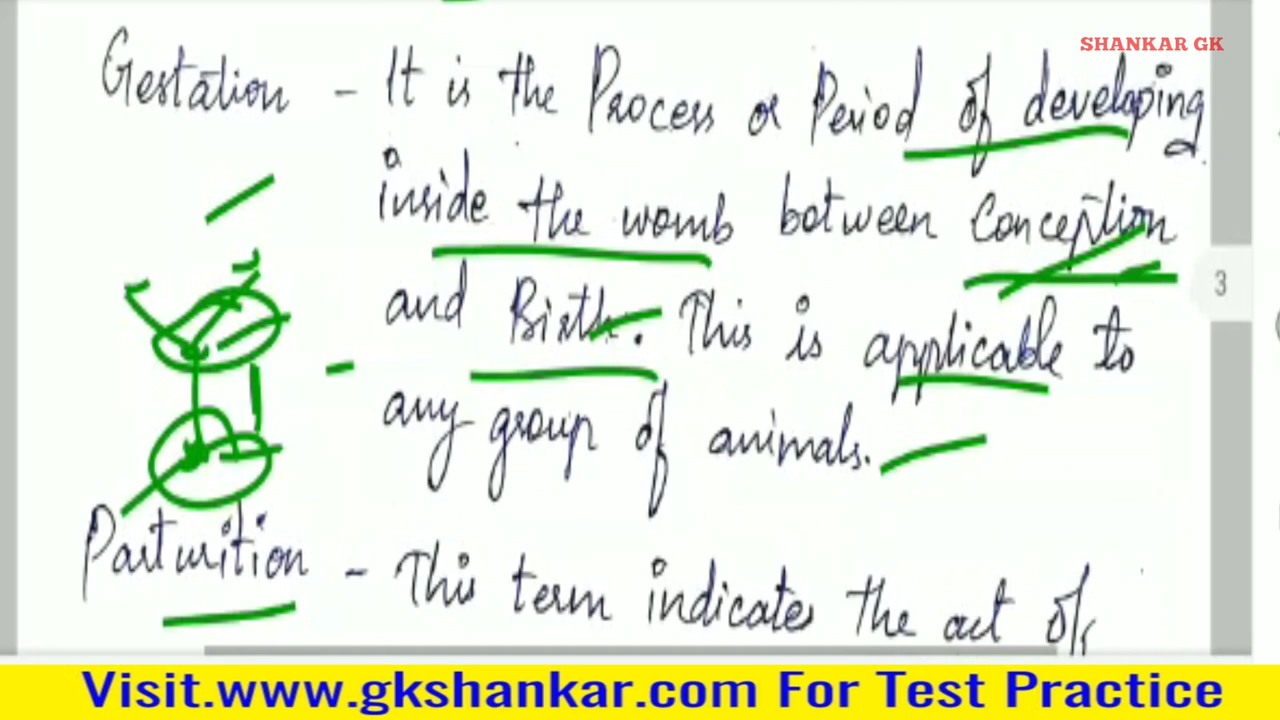 SHANKAR GK
Gestation - It is the Process or Period of developing
inside the womb between Conception
and Birth. This is applicable to
any group of animals.
Parturition - This term indicates the act of
3
Visit.www.gkshankar.com For Test Practice